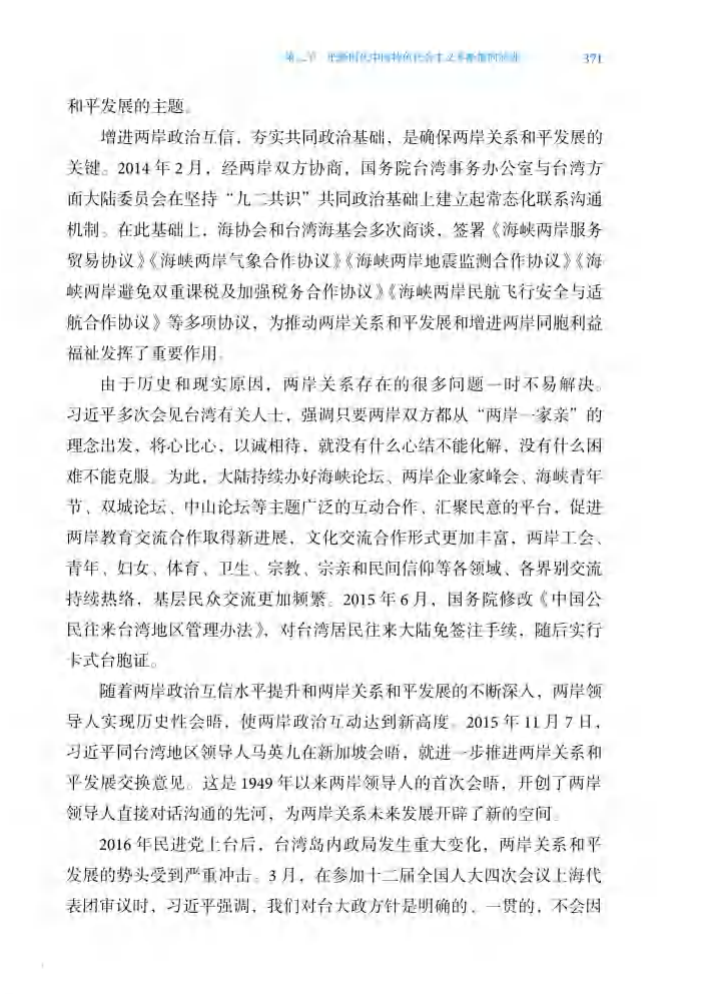 第二节 把新时代中国特色社会主义不断推向前进 371
和平发展的主题。
增进两岸政治互信，夯实共同政治基础，是确保两岸关系和平发展的
关键。2014 年 2 月，经两岸双方协商，国务院台湾事务办公室与台湾方
面大陆委员会在坚持“九二共识”共同政治基础上建立起常态化联系沟通
机制。在此基础上，海协会和台湾海基会多次商谈，签署《海峡两岸服务
贸易协议》《海峡两岸气象合作协议》《海峡两岸地震监测合作协议》《海
峡两岸避免双重课税及加强税务合作协议》《海峡两岸民航飞行安全与适
航合作协议》等多项协议，为推动两岸关系和平发展和增进两岸同胞利益
福祉发挥了重要作用。
由于历史和现实原因，两岸关系存在的很多问题一时不易解决。
习近平多次会见台湾有关人士，强调只要两岸双方都从“两岸一家亲”的
理念出发，将心比心，以诚相待，就没有什么心结不能化解，没有什么困
难不能克服。为此，大陆持续办好海峡论坛、两岸企业家峰会、海峡青年
节、双城论坛、中山论坛等主题广泛的互动合作、汇聚民意的平台，促进
两岸教育交流合作取得新进展，文化交流合作形式更加丰富，两岸工会、
青年、妇女、体育、卫生、宗教、宗亲和民间信仰等各领域、各界别交流
持续热络，基层民众交流更加频繁。2015 年 6 月，国务院修改《中国公
民往来台湾地区管理办法》，对台湾居民往来大陆免签注手续，随后实行
卡式台胞证。
随着两岸政治互信水平提升和两岸关系和平发展的不断深入，两岸领
导人实现历史性会晤，使两岸政治互动达到新高度。2015 年 11 月 7 日，
习近平同台湾地区领导人马英九在新加坡会晤，就进一步推进两岸关系和
平发展交换意见。这是 1949 年以来两岸领导人的首次会晤，开创了两岸
领导人直接对话沟通的先河，为两岸关系未来发展开辟了新的空间。
2016 年民进党上台后，台湾岛内政局发生重大变化，两岸关系和平
发展的势头受到严重冲击。3 月，在参加十二届全国人大四次会议上海代
表团审议时，习近平强调，我们对台大政方针是明确的、一贯的，不会因